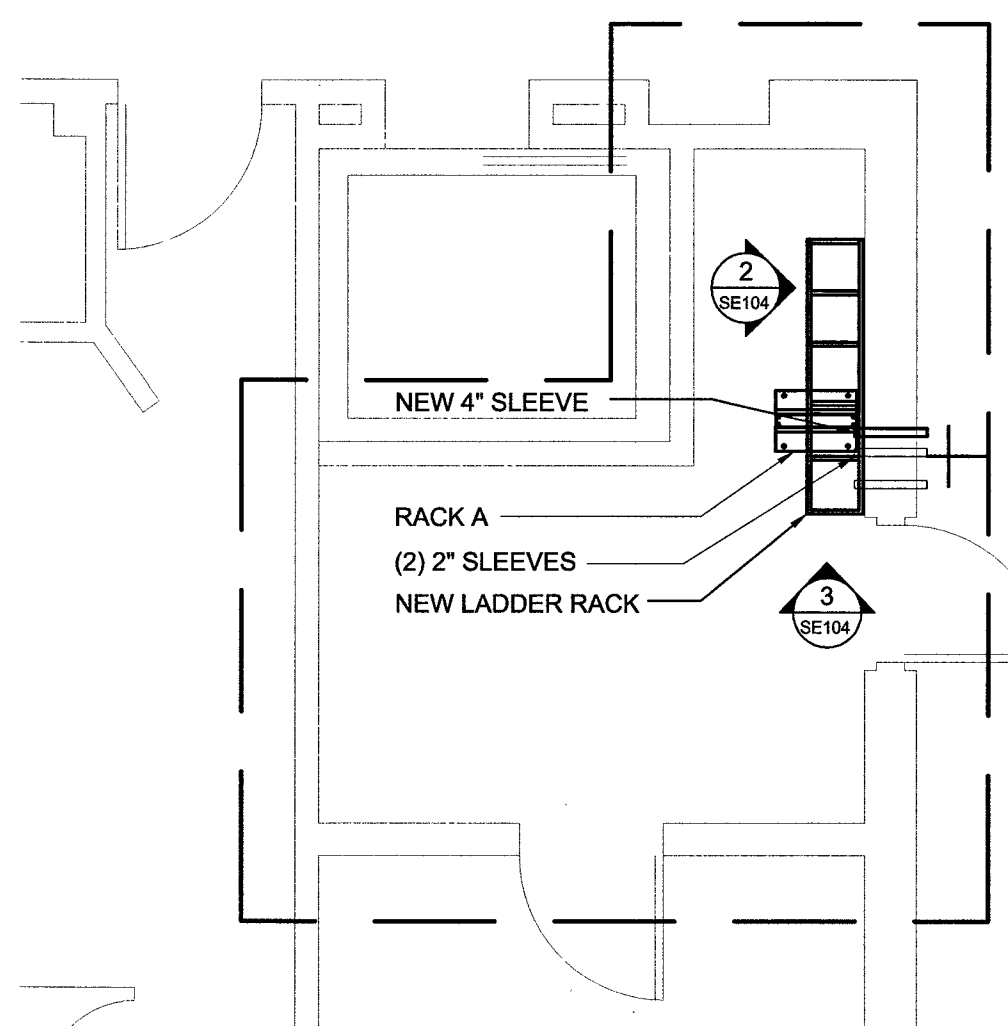 2
SE104
NEW 4" SLEEVE
RACK A
(2) 2" SLEEVES
NEW LADDER RACK
3
SE104